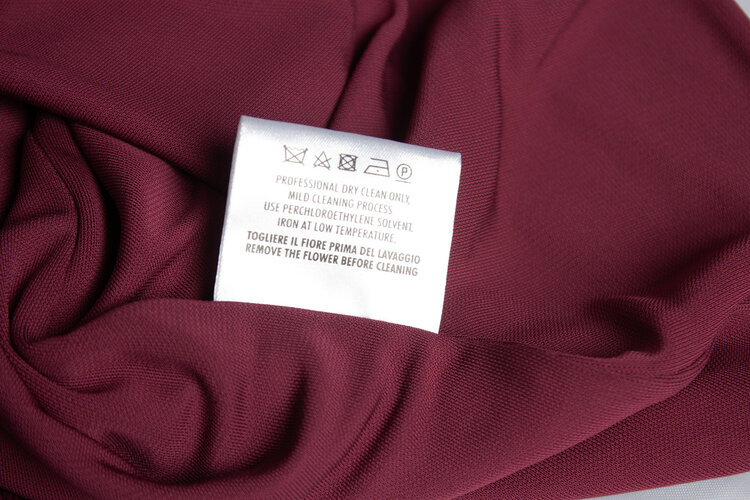 PROFESSIONAL DRY CLEAN ONLY,
MILD CLEANING PROCESS
USE PERCHLOROETHYLENE SOLVENT.
IRON AT LOW TEMPERATURE.
TOGLIERE IL FIORE PRIMA DEL LAVAGGIO
REMOVE THE FLOWER BEFORE CLEANING